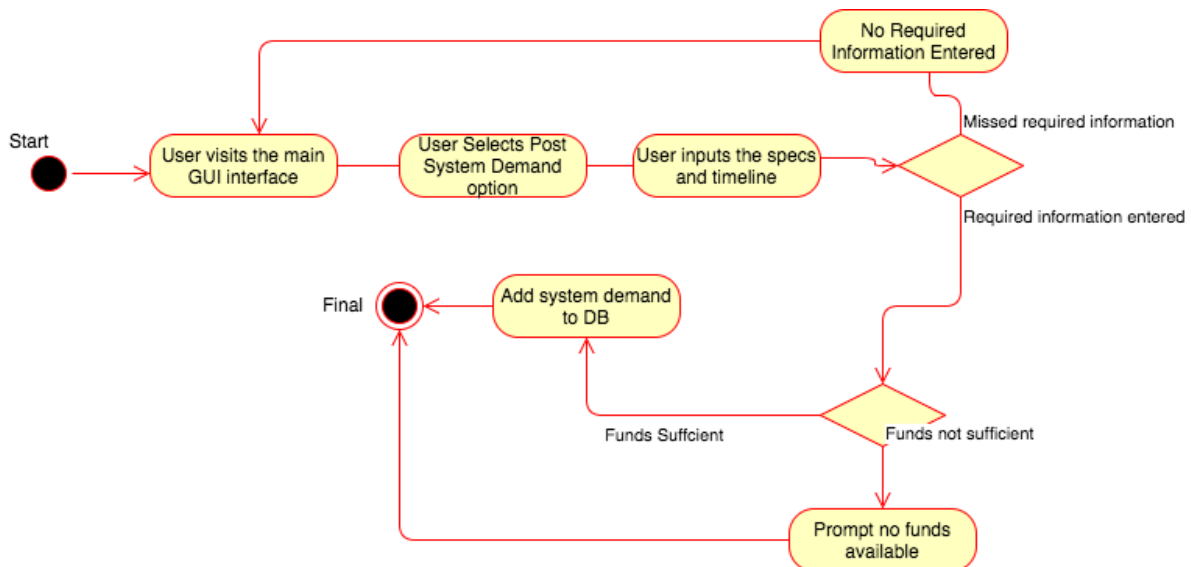 No Required
Information Entered
Missed required information
Start
User visits the main
GUI interface
User Selects Post
System Demand
option
User inputs the specs
and timeline
Required information entered
Final
Add system demand
to DB
Funds Suffcient
Funds not sufficient
Prompt no funds
available